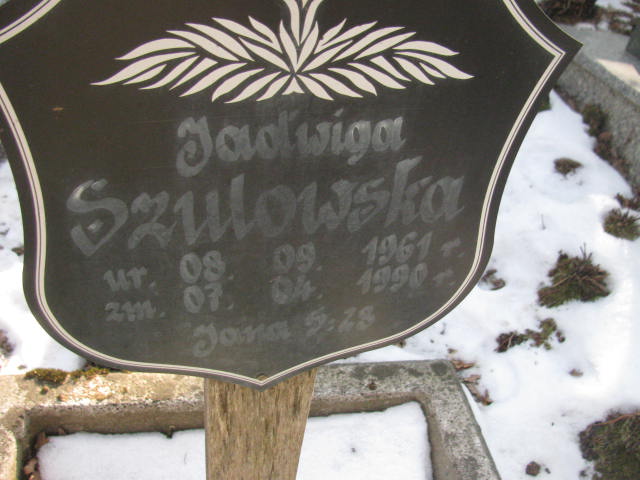 Jadwiga
Szulowska
ur. 08. 09. 1961 r.
zm. 07. 04. 1990 r.
Jana 5:28